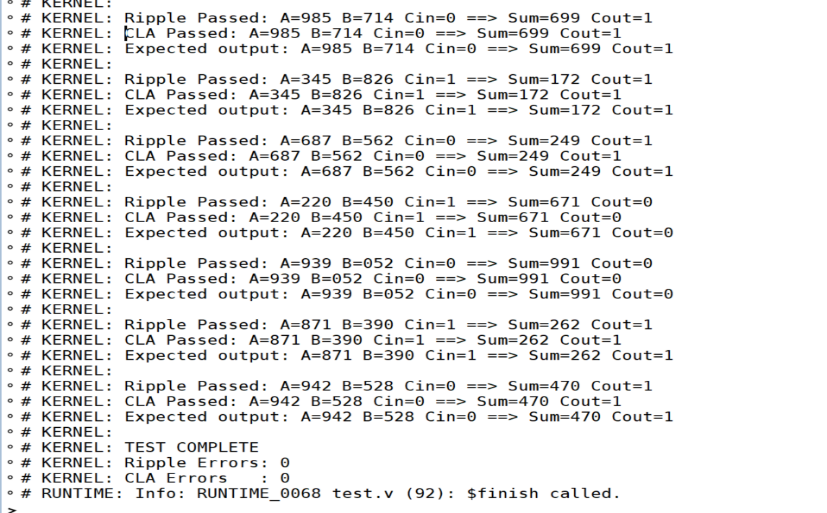 # KERNEL:
# KERNEL: Ripple Passed: A=985 B=714 Cin=0 ==> Sum=699 Cout=1
# KERNEL: CLA Passed: A=985 B=714 Cin=0 ==> Sum=699 Cout=1
# KERNEL: Expected output: A=985 B=714 Cin=0 ==> Sum=699 Cout=1
# KERNEL:
# KERNEL: Ripple Passed: A=345 B=826 Cin=1 ==> Sum=172 Cout=1
# KERNEL: CLA Passed: A=345 B=826 Cin=1 ==> Sum=172 Cout=1
# KERNEL: Expected output: A=345 B=826 Cin=1 ==> Sum=172 Cout=1
# KERNEL:
# KERNEL: Ripple Passed: A=687 B=562 Cin=0 ==> Sum=249 Cout=1
# KERNEL: CLA Passed: A=687 B=562 Cin=0 ==> Sum=249 Cout=1
# KERNEL: Expected output: A=687 B=562 Cin=0 ==> Sum=249 Cout=1
# KERNEL:
# KERNEL: Ripple Passed: A=220 B=450 Cin=1 ==> Sum=671 Cout=0
# KERNEL: CLA Passed: A=220 B=450 Cin=1 ==> Sum=671 Cout=0
# KERNEL: Expected output: A=220 B=450 Cin=1 ==> Sum=671 Cout=0
# KERNEL:
# KERNEL: Ripple Passed: A=939 B=052 Cin=0 ==> Sum=991 Cout=0
# KERNEL: CLA Passed: A=939 B=052 Cin=0 ==> Sum=991 Cout=0
# KERNEL: Expected output: A=939 B=052 Cin=0 ==> Sum=991 Cout=0
# KERNEL:
# KERNEL: Ripple Passed: A=871 B=390 Cin=1 ==> Sum=262 Cout=1
# KERNEL: CLA Passed: A=871 B=390 Cin=1 ==> Sum=262 Cout=1
# KERNEL: Expected output: A=871 B=390 Cin=1 ==> Sum=262 Cout=1
# KERNEL:
# KERNEL: Ripple Passed: A=942 B=528 Cin=0 ==> Sum=470 Cout=1
# KERNEL: CLA Passed: A=942 B=528 Cin=0 ==> Sum=470 Cout=1
# KERNEL: Expected output: A=942 B=528 Cin=0 ==> Sum=470 Cout=1
# KERNEL:
# KERNEL: TEST COMPLETE
# KERNEL: Ripple Errors: 0
# KERNEL: CLA Errors   : 0
# RUNTIME: Info: RUNTIME_0068 test.v (92): $finish called.
>